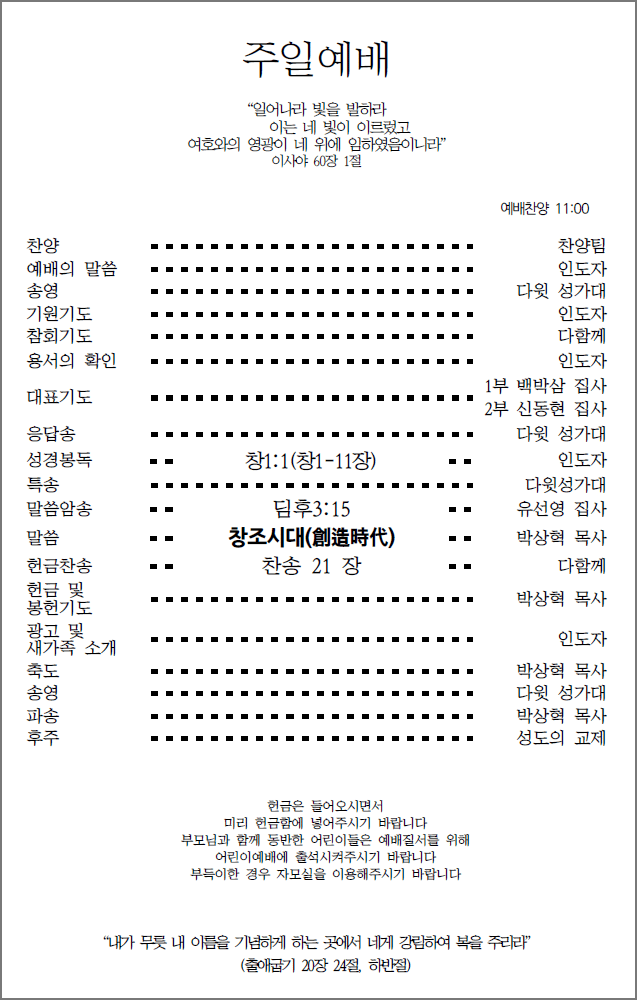 주일예배
“일어나라 빛을 발하라
이는 네 빛이 이르렀고
여호와의 영광이 네 위에 임하였음이니라”
이사야 60장 1절
예배찬양 11:00
찬양 찬양팀
예배의 말씀 인도자
송영 다윗 성가대
기원기도 인도자
참회기도 다함께
용서의 확인 인도자
대표기도 1부 백박삼 집사
2부 신동현 집사
응답송 다윗 성가대
성경봉독 창1:1(창1-11장) 인도자
특송 다윗성가대
말씀암송 딤후3:15 유선영 집사
말씀 창조시대(創造時代) 박상혁 목사
헌금찬송 찬송 21 장 다함께
헌금 및
봉헌기도 박상혁 목사
광고 및
새가족 소개 인도자
축도 박상혁 목사
송영 다윗 성가대
파송 박상혁 목사
후주 성도의 교제
헌금은 들어오시면서
미리 헌금함에 넣어주시기 바랍니다
부모님과 함께 동반한 어린이들은 예배질서를 위해
어린이예배에 출석시켜주시기 바랍니다
부득이한 경우 자모실을 이용해주시기 바랍니다
“내가 무릇 내 이름을 기념하게 하는 곳에서 네게 강림하여 복을 주리라”
(출애굽기 20장 24절, 하반절)